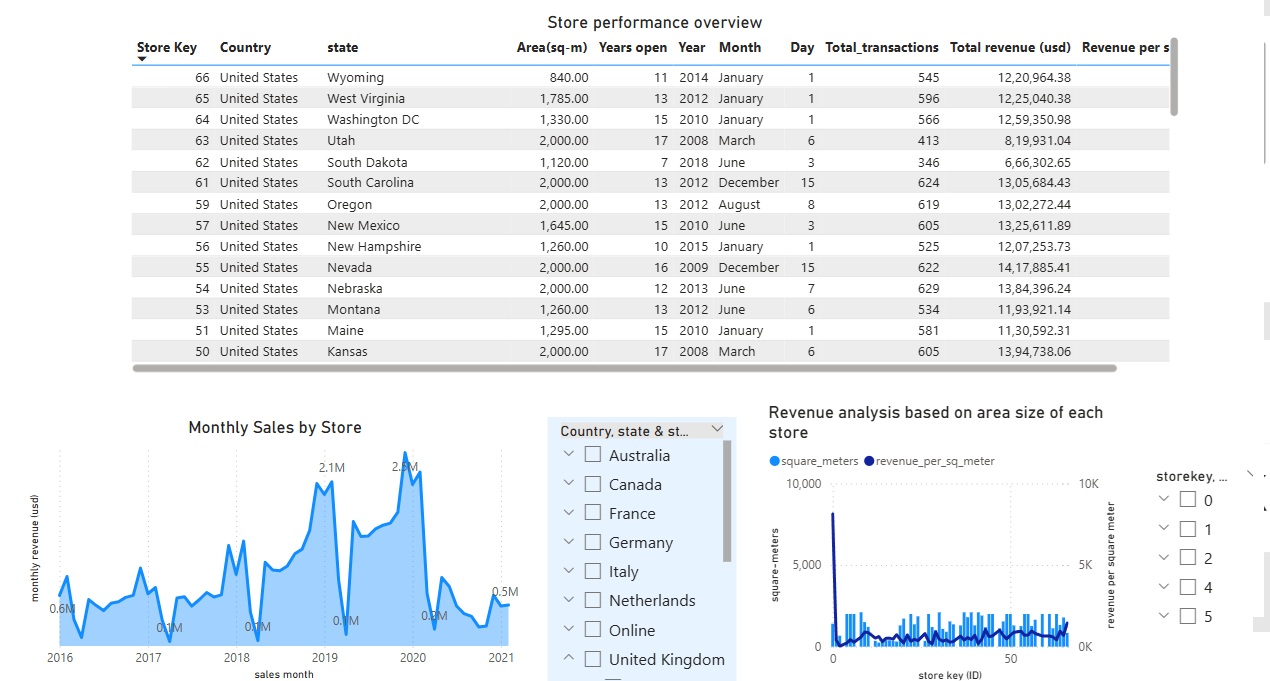 Store performance overview
Store Key Country state Area(sq-m) Years open Year Month Day Total_transactions Total revenue (usd) Revenue per s
66 United States Wyoming 840.00 11 2014 January 1 545 12,20,964.38
65 United States West Virginia 1,785.00 13 2012 January 1 596 12,25,040.38
64 United States Washington DC 1,330.00 15 2010 January 1 566 12,59,350.98
63 United States Utah 2,000.00 17 2008 March 6 413 8,19,931.04
62 United States South Dakota 1,120.00 7 2018 June 3 346 6,66,302.65
61 United States South Carolina 2,000.00 13 2012 December 15 624 13,05,684.43
59 United States Oregon 2,000.00 13 2012 August 8 619 13,02,272.44
57 United States New Mexico 1,645.00 15 2010 June 3 605 13,25,611.89
56 United States New Hampshire 1,260.00 10 2015 January 1 525 12,07,253.73
55 United States Nevada 2,000.00 16 2009 December 15 622 14,17,885.41
54 United States Nebraska 2,000.00 12 2013 June 7 629 13,84,396.24
53 United States Montana 1,260.00 13 2012 June 6 534 11,93,921.14
51 United States Maine 1,295.00 15 2010 January 1 581 11,30,592.31
50 United States Kansas 2,000.00 17 2008 March 6 605 13,94,738.06
Monthly Sales by Store
monthly revenue (usd)
2.1M
0.6M
0.1M
0.5M
2016 2017 2018 2019 2020 2021
sales month
Country, state & st...
Australia
Canada
France
Germany
Italy
Netherlands
Online
United Kingdom
Revenue analysis based on area size of each
store
square_meters revenue_per_sq_meter
square-meters
10,000
5,000
0
10K
5K
0K
revenue per square meter
0 50
store key (ID)
storekey, ...
0
1
2
4
5